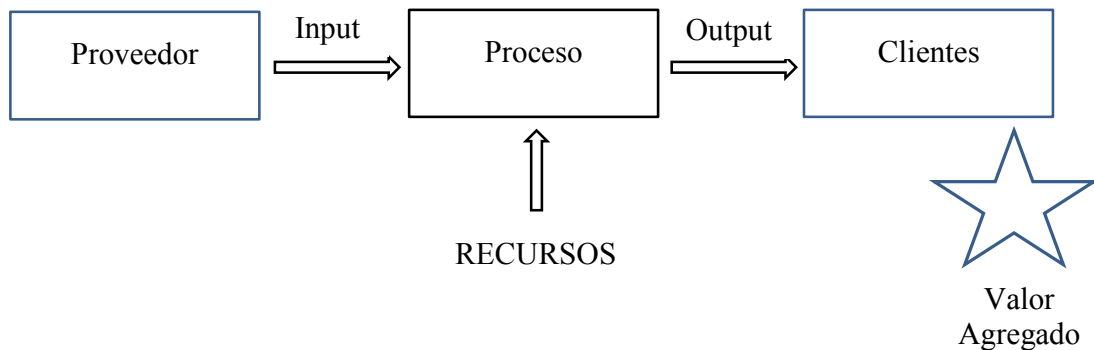 Proveedor
Input
Proceso
Output
Clientes
RECURSOS
Valor
Agregado